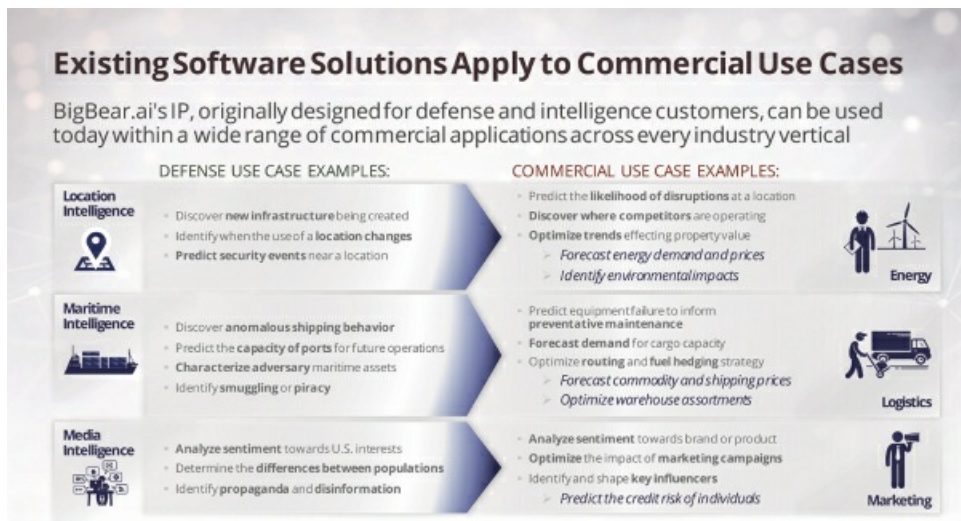 Existing Software Solutions Apply to Commercial Use Cases
BigBear.ai's IP, originally designed for defense and intelligence customers, can be used
today within a wide range of commercial applications across every industry vertical
DEFENSE USE CASE EXAMPLES:
COMMERCIAL USE CASE EXAMPLES:
Location
Intelligence
Discover new infrastructure being created
Identify when the use of a location changes
Predict security events near a location
Predict the likelihood of disruptions at a location
Discover where competitors are operating
Optimize trends effecting property value
Forecast energy demand and prices
Identify environmental impacts
Energy
Maritime
Intelligence
Discover anomalous shipping behavior
Predict the capacity of ports for future operations
Characterize adversary maritime assets
Identify smuggling or piracy
Predict equipment failure to inform
preventative maintenance
Forecast demand for cargo capacity
Optimize routing and fuel hedging strategy
Forecast commodity and shipping prices
Optimize warehouse assortments
Logistics
Media
Intelligence
Analyze sentiment towards U.S. interests
Determine the differences between populations
Identify propaganda and disinformation
Analyze sentiment towards brand or product
Optimize the impact of marketing campaigns
Identify and shape key influencers
Predict the credit risk of individuals
Marketing